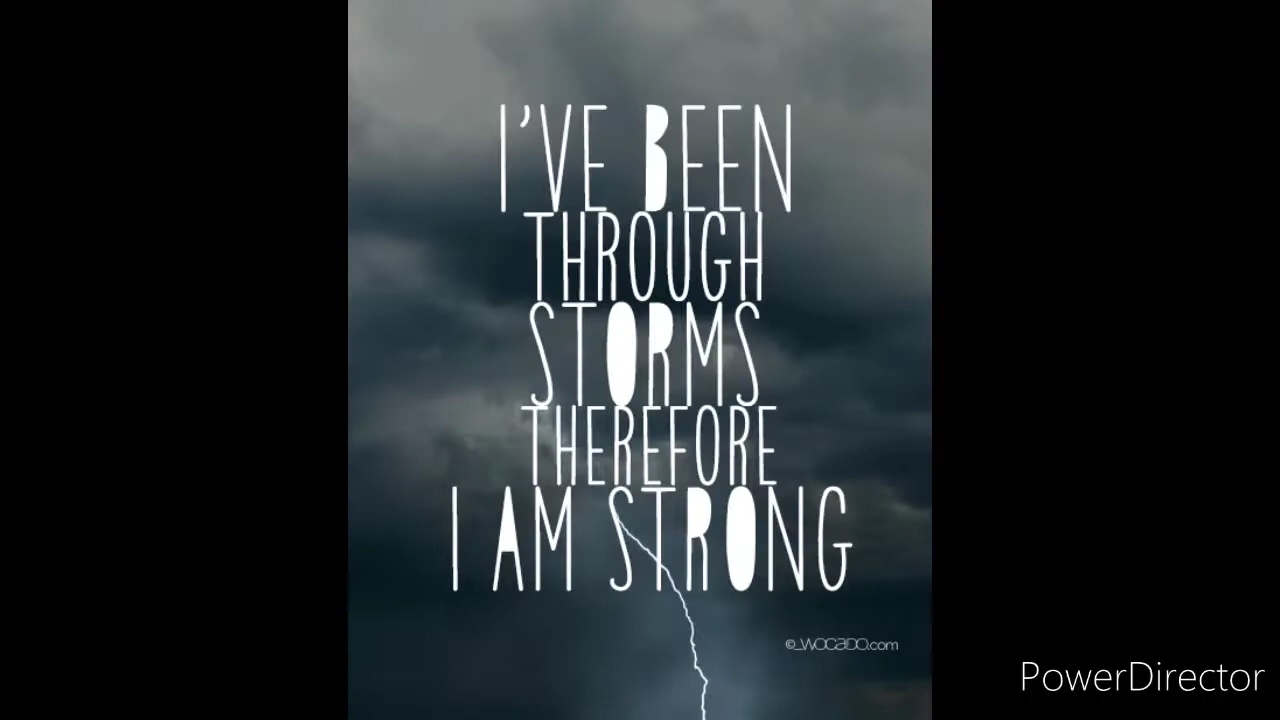 I'VE BEEN
THROUGH
STORMS
THEREFORE
I AM STRONG
©_WOCADO.com
PowerDirector